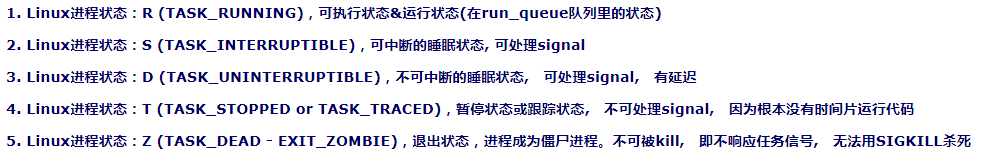 1. Linux进程状态：R (TASK_RUNNING)，可执行状态&运行状态(在run_queue队列里的状态)
2. Linux进程状态：S (TASK_INTERRUPTIBLE)，可中断的睡眠状态, 可处理signal
3. Linux进程状态：D (TASK_UNINTERRUPTIBLE)，不可中断的睡眠状态,　可处理signal,　有延迟
4. Linux进程状态：T (TASK_STOPPED or TASK_TRACED)，暂停状态或跟踪状态,　不可处理signal,　因为根本没有时间片运行代码
5. Linux进程状态：Z (TASK_DEAD - EXIT_ZOMBIE)，退出状态，进程成为僵尸进程。不可被kill,　即不响应任务信号,　无法用SIGKILL杀死